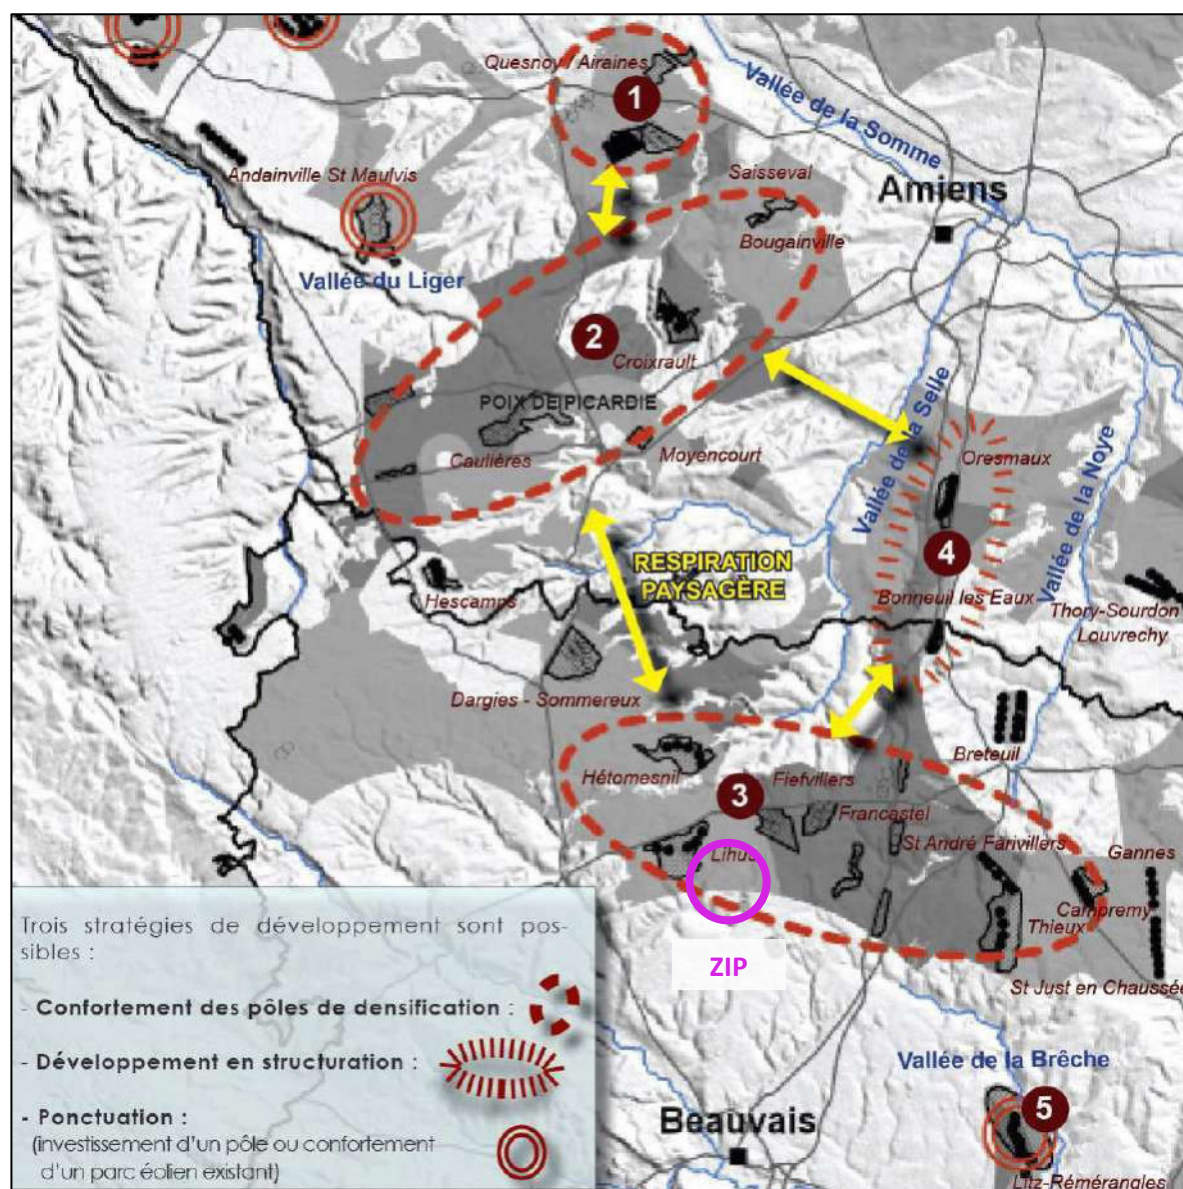 Quesnoy / Airaines
1
Vallée de la Somme
Andainville St Maulvis
Saisseval
Amiens
Bougainville
Vallée du Liger
2
Croixrault
POIX DE PICARDIE
Vallée de la Selle
Caulières
Moyencourt
Oresmaux
Vallée de la Noye
RESPIRATION
PAYSAGÈRE
4
Hescamps
Bonneuil les Eaux
Thory-Sourdon
Louvrechy
Dargies - Sommereux
Breteuil
Hétomesnil
3
Fiefvillers
Francastel
St André Farivillers
Lihus
Gannes
Campremy
Thieux
ZIP
St Just en Chaussée
Trois stratégies de développement sont pos-
sibles :
- Confortement des pôles de densification :
- Développement en structuration :
- Ponctuation :
(investissement d'un pôle ou confortement
d'un parc éolien existant)
Vallée de la Brêche
Beauvais
5
Litz-Rémérangles